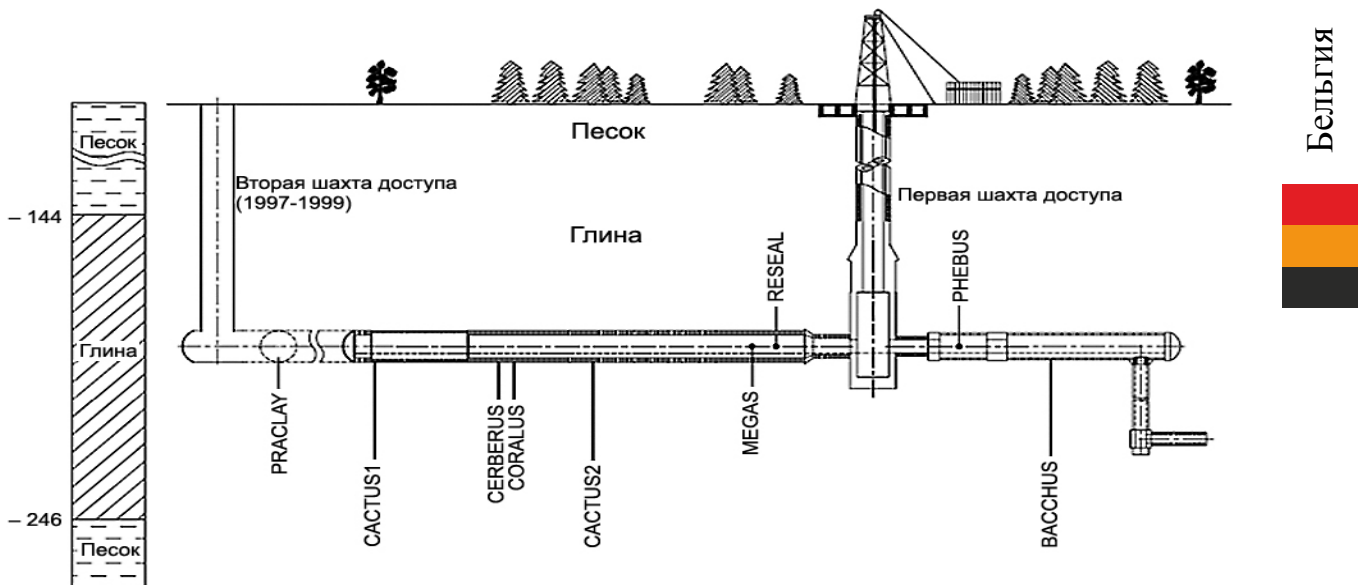 Бельгия
Песок
Песок
Вторая шахта доступа
(1997-1999)
Первая шахта доступа
– 144
Глина
RESEAL
PHEBUS
Глина
PRACLAY
CACTUS1
CERBERUS
CORALUS
CACTUS2
MEGAS
BACCHUS
– 246
Песок